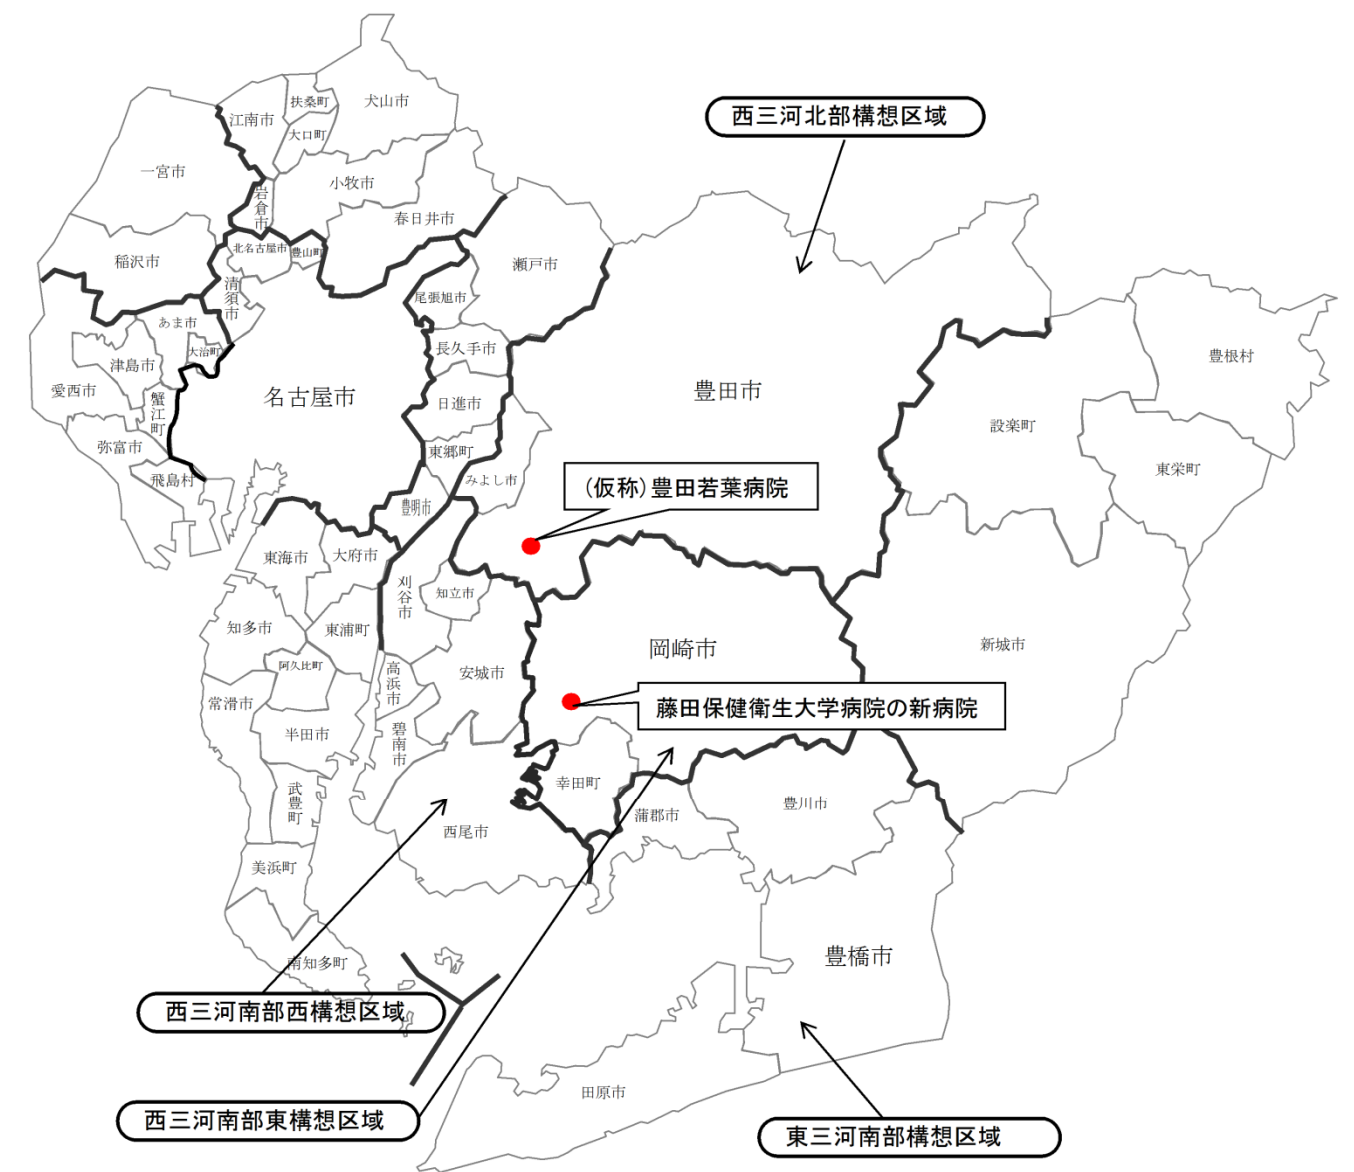 扶桑町
犬山市
江南市
大口町
西三河北部構想区域
一宮市
小牧市
岩倉市
春日井市
北名古屋市
豊山町
稲沢市
瀬戸市
清須市
尾張旭市
あま市
大治町
長久手市
豊根村
津島市
愛西市
名古屋市
豊田市
蟹江町
日進市
設楽町
弥富市
東郷町
東栄町
飛島村
みよし市
(仮称)豊田若葉病院
豊明市
東海市
大府市
刈谷市
知立市
知多市
東浦町
岡崎市
新城市
阿久比町
安城市
高浜市
常滑市
藤田保健衛生大学病院の新病院
半田市
碧南市
幸田町
武豊町
豊川市
蒲郡市
西尾市
美浜町
豊橋市
南知多町
西三河南部西構想区域
田原市
西三河南部東構想区域
東三河南部構想区域